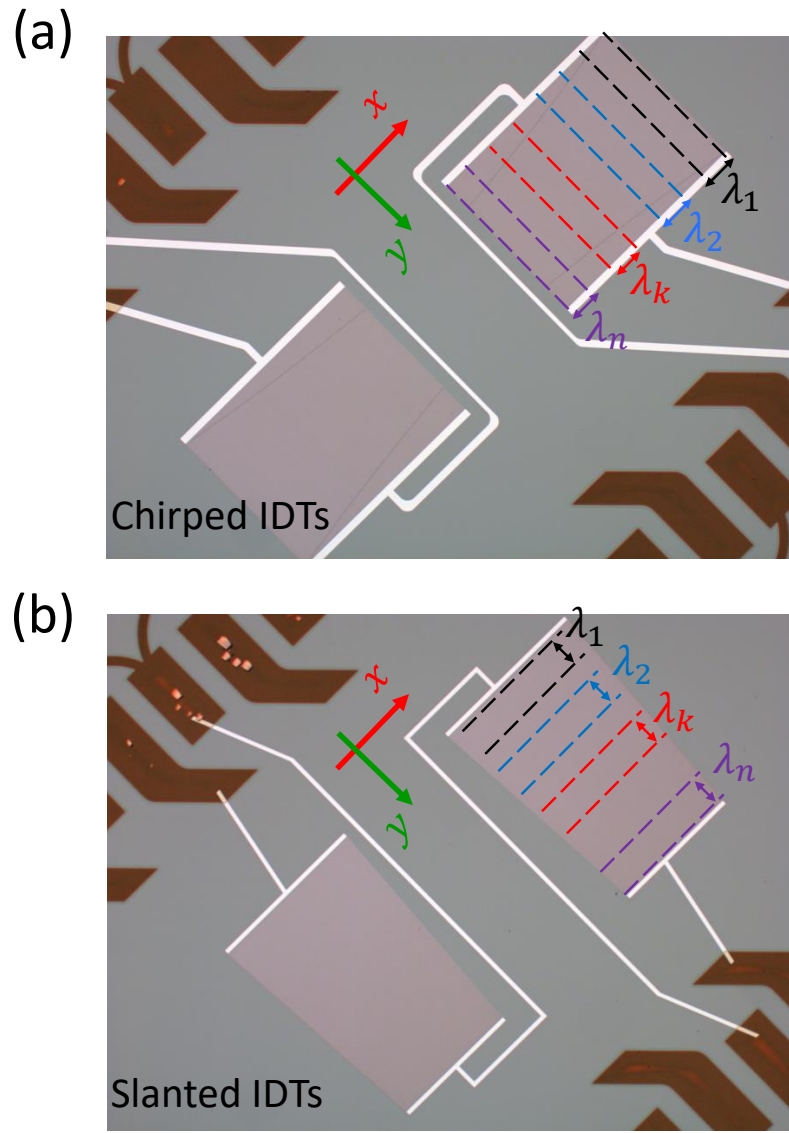 (a)
x
y
λ₁
λ₂
λₖ
λₙ
Chirped IDTs
(b)
x
y
λ₁
λ₂
λₖ
λₙ
Slanted IDTs